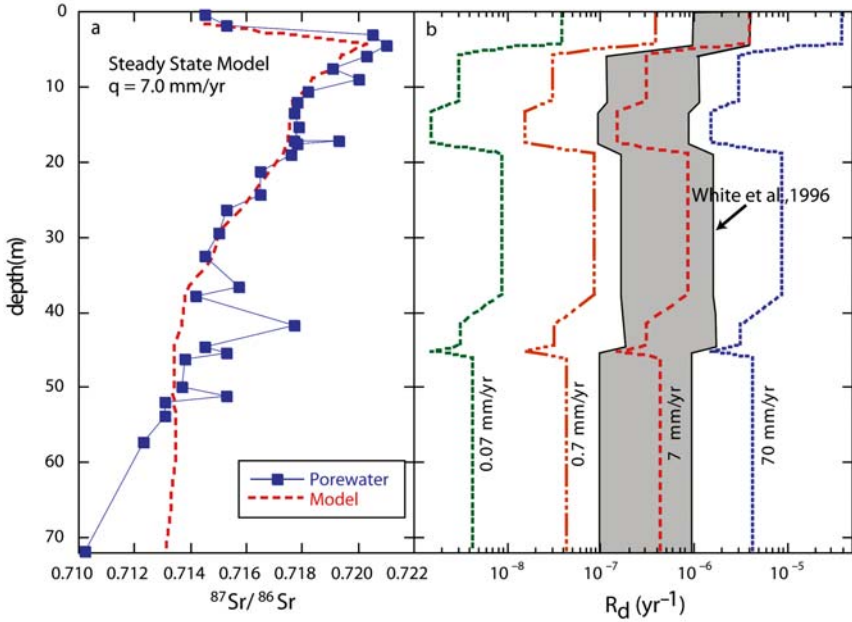 a
Steady State Model
q = 7.0 mm/yr
0
10
20
30
40
50
60
70
depth(m)
Porewater
Model
0.710
0.712
0.714
0.716
0.718
0.720
0.722
87Sr/ 86Sr
b
White et al.,1996
0.07 mm/yr
0.7 mm/yr
7 mm/yr
70 mm/yr
10−8
10−7
10−6
10−5
Rd (yr−1)